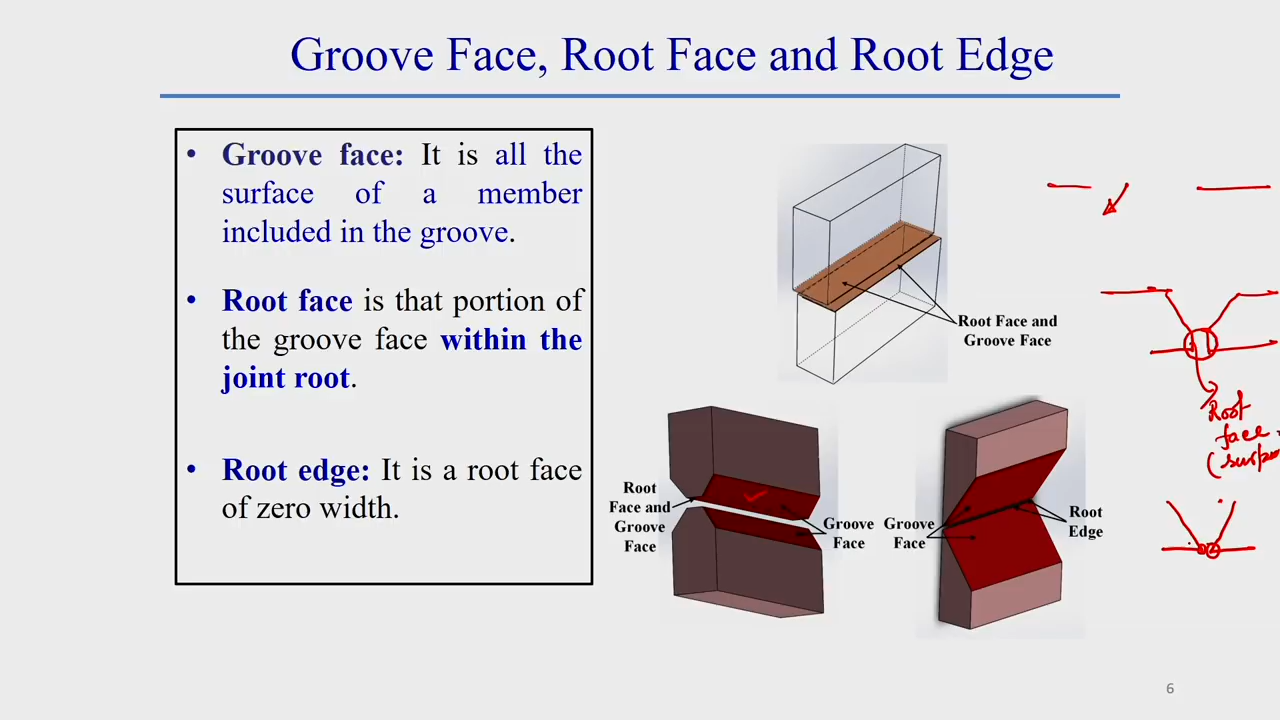 Groove Face, Root Face and Root Edge
• Groove face: It is all the
surface of a member
included in the groove.
• Root face is that portion of
the groove face within the
joint root.
• Root edge: It is a root face
of zero width.
Root Face and
Groove Face
Root
Face and
Groove
Face
Groove
Face
Groove
Face
Root
Edge
Root
face
6